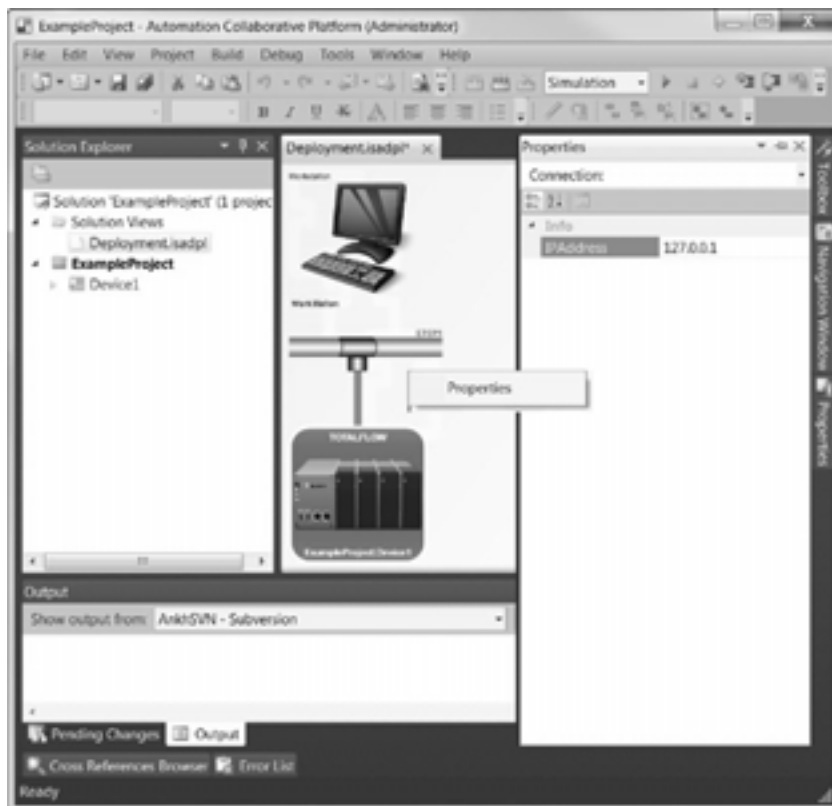 ExampleProject - Automation Collaborative Platform (Administrator)
File Edit View Project Build Debug Tools Window Help
Simulation
Solution Explorer
Solution 'ExampleProject' (1 projec
Solution Views
Deployment.isadpl
ExampleProject
Device1
Deployment.isadpl*
Workstation
WorkStation
TOTALFLOW
ExampleProject.Device1
Properties
Properties
Connection:
Info
IPAddress 127.0.0.1
Toolbox
Navigation Window
Properties
Output
Show output from: AnkhSVN - Subversion
Pending Changes Output
Cross References Browser Error List
Ready